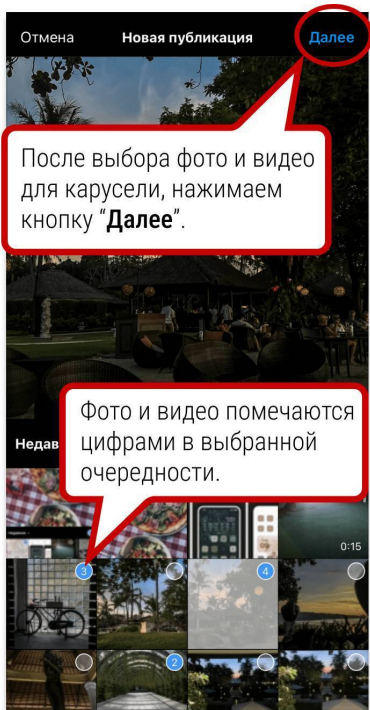 Отмена Новая публикация Далее
После выбора фото и видео
для карусели, нажимаем
кнопку “Далее”.
Фото и видео помечаются
цифрами в выбранной
очередности.
Недав
0:15
3
4
2